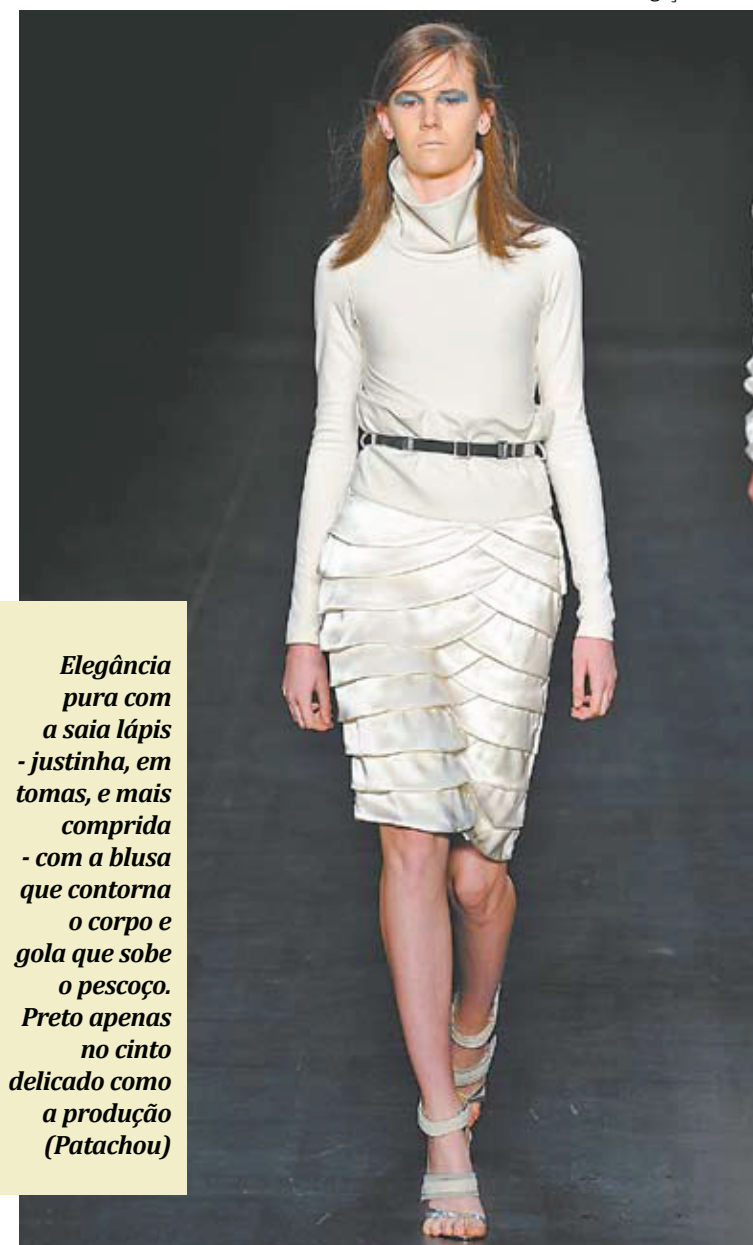 Elegância
pura com
a saia lápis
- justinha, em
tomas, e mais
comprida
- com a blusa
que contorna
o corpo e
gola que sobe
o pescoço.
Preto apenas
no cinto
delicado como
a produção
(Patachou)